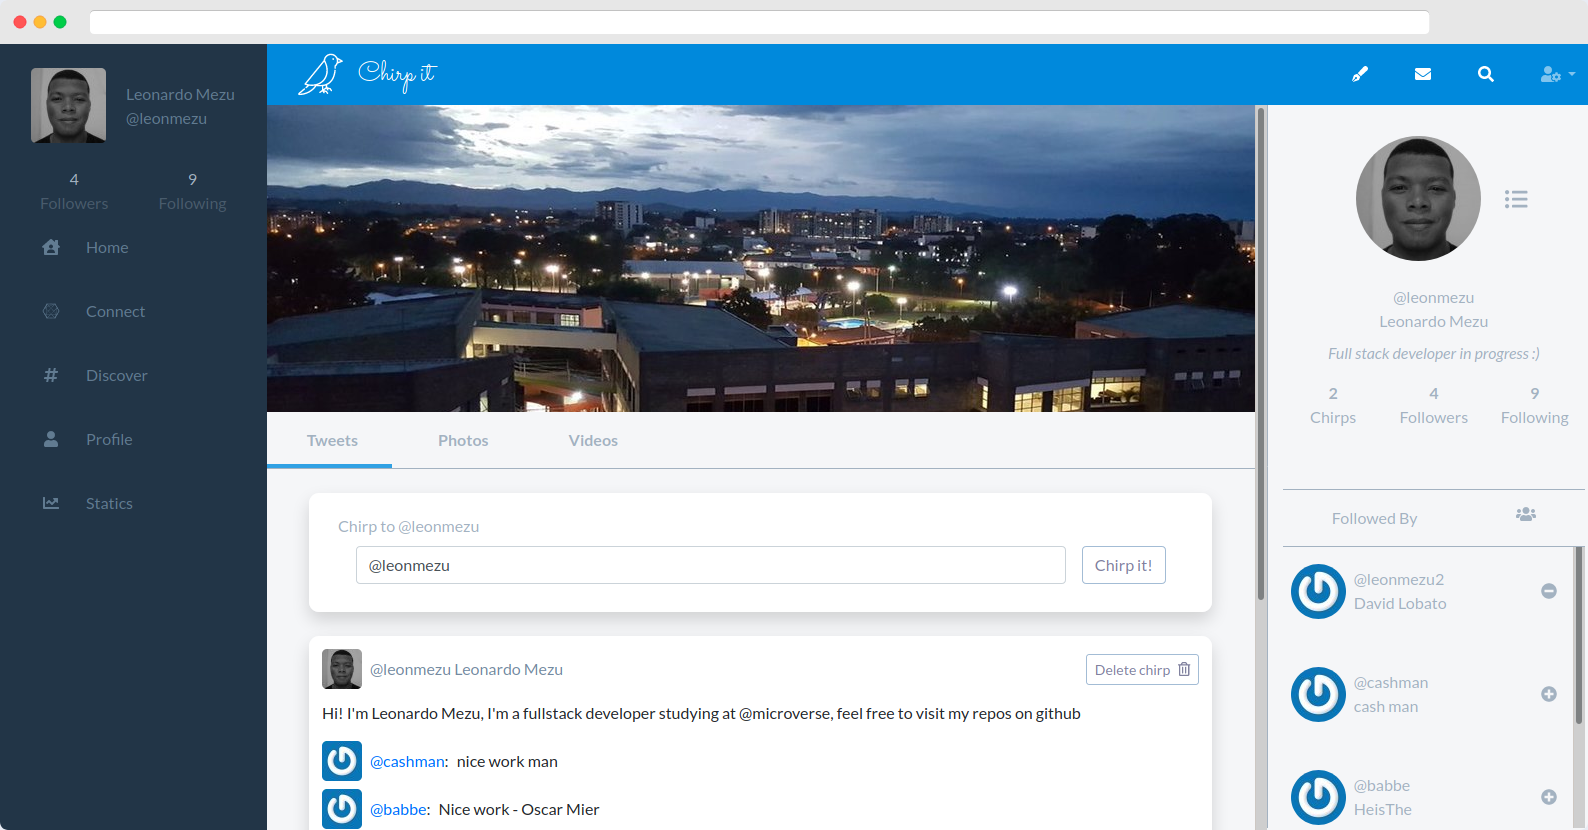 Leonardo Mezu
@leonmezu
4 9
Followers Following
Home
Connect
Discover
Profile
Statics
Chirp it
Tweets Photos Videos
Chirp to @leonmezu
@leonmezu Chirp it!
@leonmezu Leonardo Mezu Delete chirp
Hi! I'm Leonardo Mezu, I'm a fullstack developer studying at @microverse, feel free to visit my repos on github
@cashman: nice work man
@babbe: Nice work - Oscar Mier
@leonmezu
Leonardo Mezu
Full stack developer in progress :)
2 4 9
Chirps Followers Following
Followed By
@leonmezu2
David Lobato
@cashman
cash man
@babbe
HeisThe